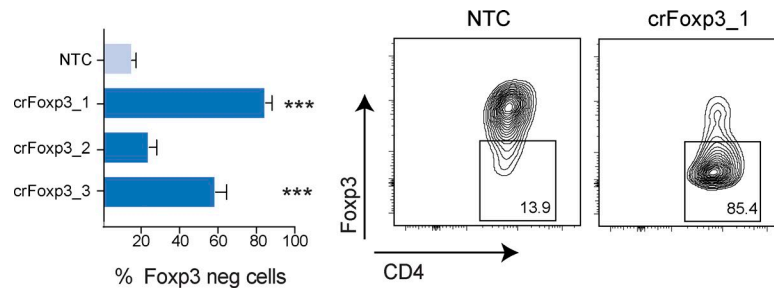 NTC
crFoxp3_1
***
crFoxp3_2
crFoxp3_3
***
20 40 60 80 100
% Foxp3 neg cells
NTC
crFoxp3_1
Foxp3
13.9
85.4
CD4